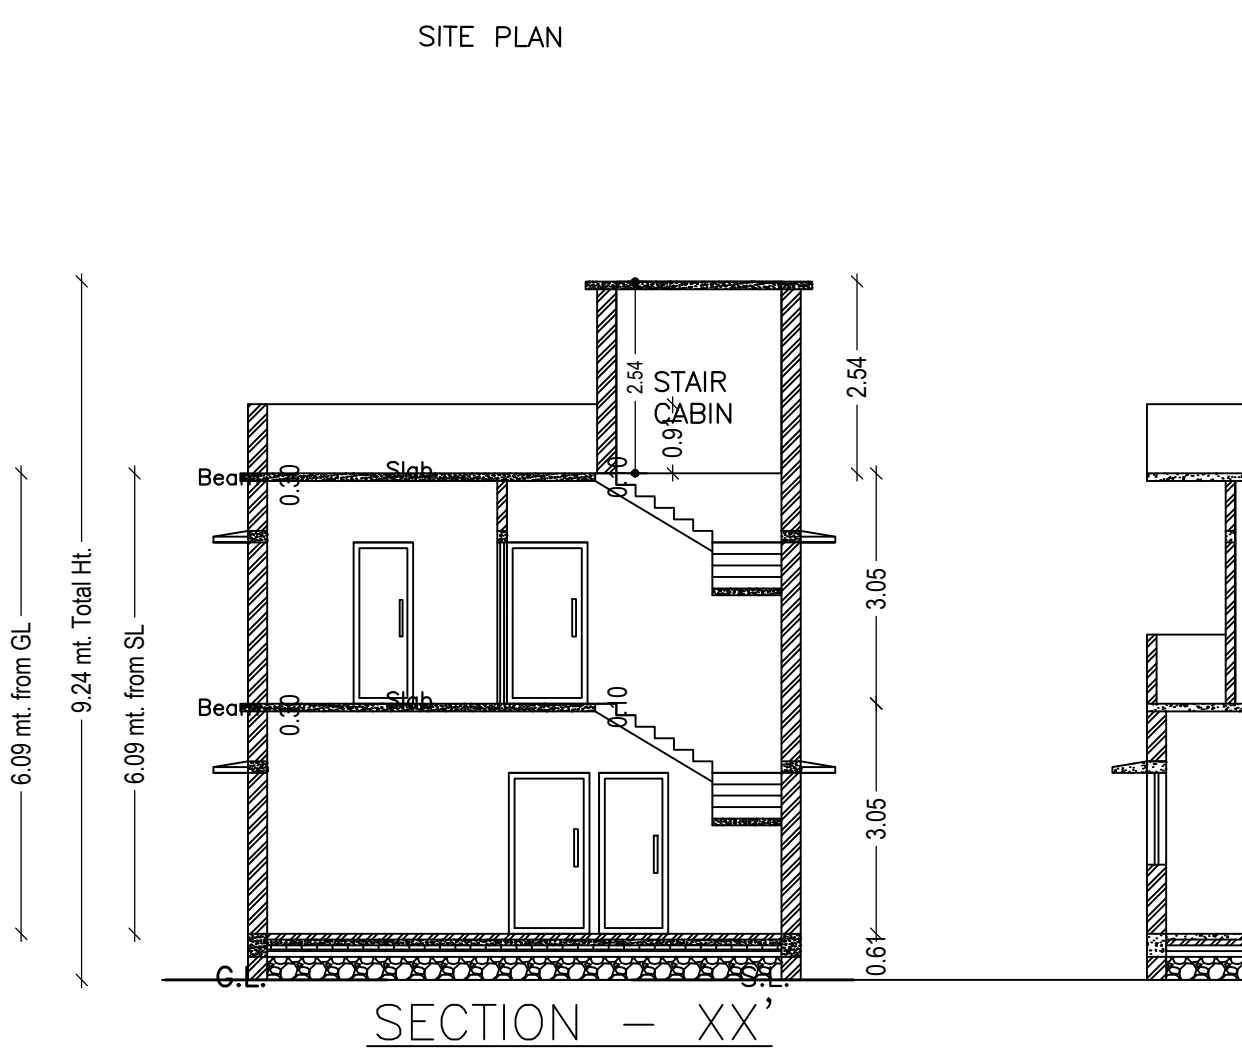 SITE PLAN
2.54
2.54
STAIR
CABIN
0.91
Beam
0.30
Slab
0.10
3.05
6.09 mt. from GL
9.24 mt. Total Ht.
6.09 mt. from SL
Beam
0.30
Slab
0.10
3.05
0.61
G.L.
S.L.
SECTION - XX'